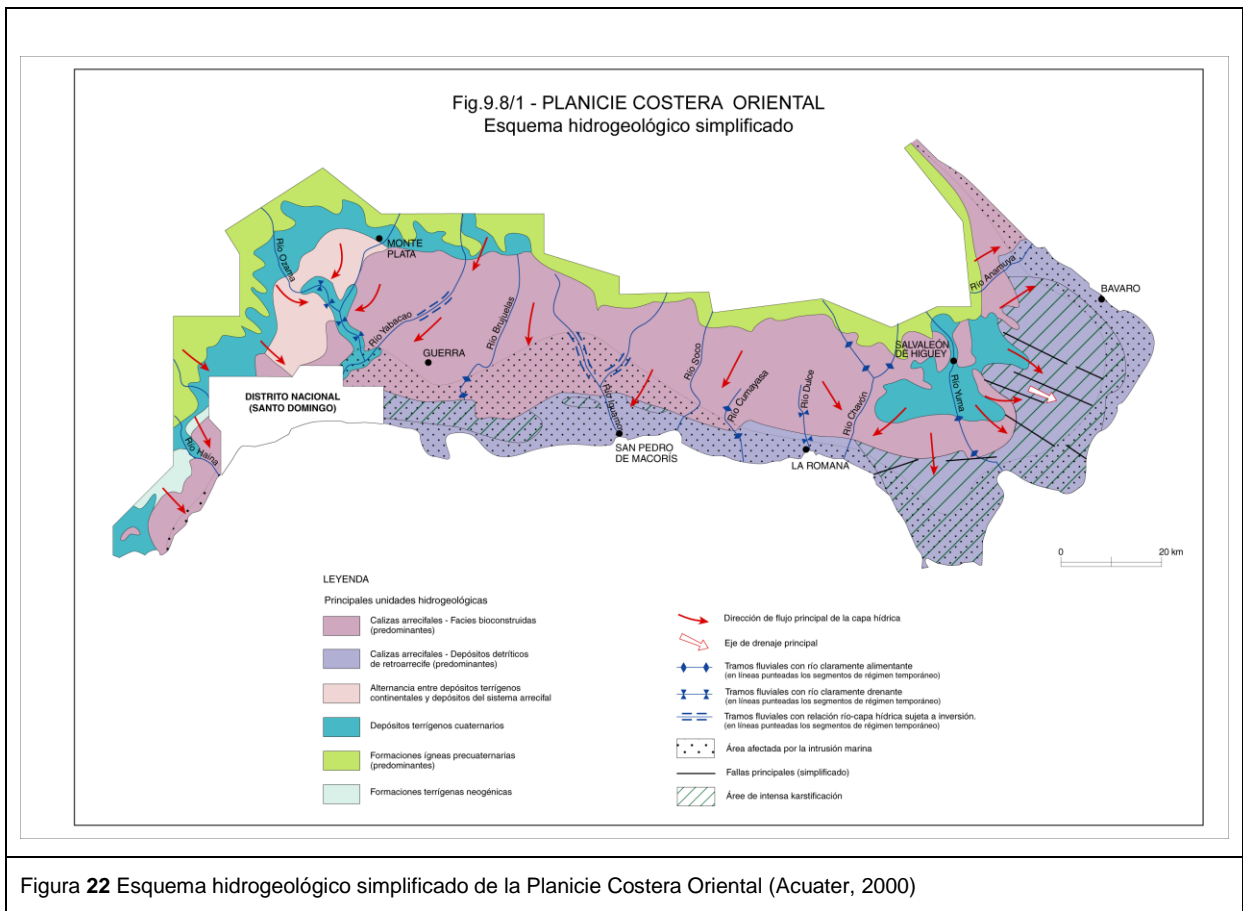 Fig.9.8/1 - PLANICIE COSTERA ORIENTAL
Esquema hidrogeológico simplificado
Río Ozama
MONTE
PLATA
Río Yabacao
Río Brujuelas
GUERRA
DISTRITO NACIONAL
(SANTO DOMINGO)
Río Haina
Río Iguamo
SAN PEDRO
DE MACORÍS
Río Soco
Río Cumayasa
Río Dulce
LA ROMANA
Río Chavón
SALVALEÓN
DE HIGUEY
Río Yuma
Río Anamuya
BAVARO
0 20 km
LEYENDA
Principales unidades hidrogeológicas
Calizas arrecifales - Facies bioconstruidas
(predominantes)
Calizas arrecifales - Depósitos detríticos
de retroarrecife (predominantes)
Alternancia entre depósitos terrígenos
continentales y depósitos del sistema arrecifal
Depósitos terrígenos cuaternarios
Formaciones ígneas precuaternarias
(predominantes)
Formaciones terrígenas neogénicas
Dirección de flujo principal de la capa hídrica
Eje de drenaje principal
Tramos fluviales con río claramente alimentante
(en líneas punteadas los segmentos de régimen temporáneo)
Tramos fluviales con río claramente drenante
(en líneas punteadas los segmentos de régimen temporáneo)
Tramos fluviales con relación río-capa hídrica sujeta a inversión.
(en líneas punteadas los segmentos de régimen temporáneo)
Área afectada por la intrusión marina
Fallas principales (simplificado)
Área de intensa karstificación
Figura 22 Esquema hidrogeológico simplificado de la Planicie Costera Oriental (Acuater, 2000)